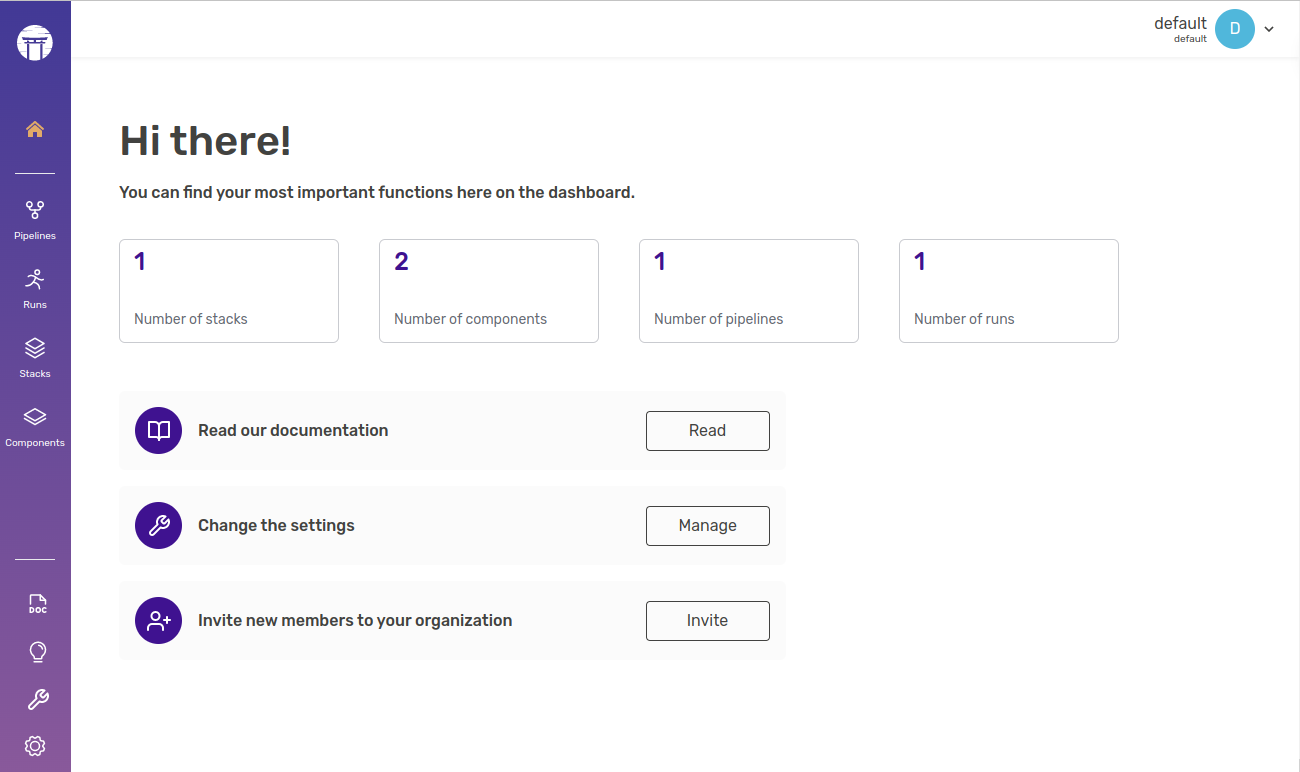 default
default
D
Pipelines
Runs
Stacks
Components
DOC
Hi there!
You can find your most important functions here on the dashboard.
1
Number of stacks
2
Number of components
1
Number of pipelines
1
Number of runs
Read our documentation
Read
Change the settings
Manage
Invite new members to your organization
Invite